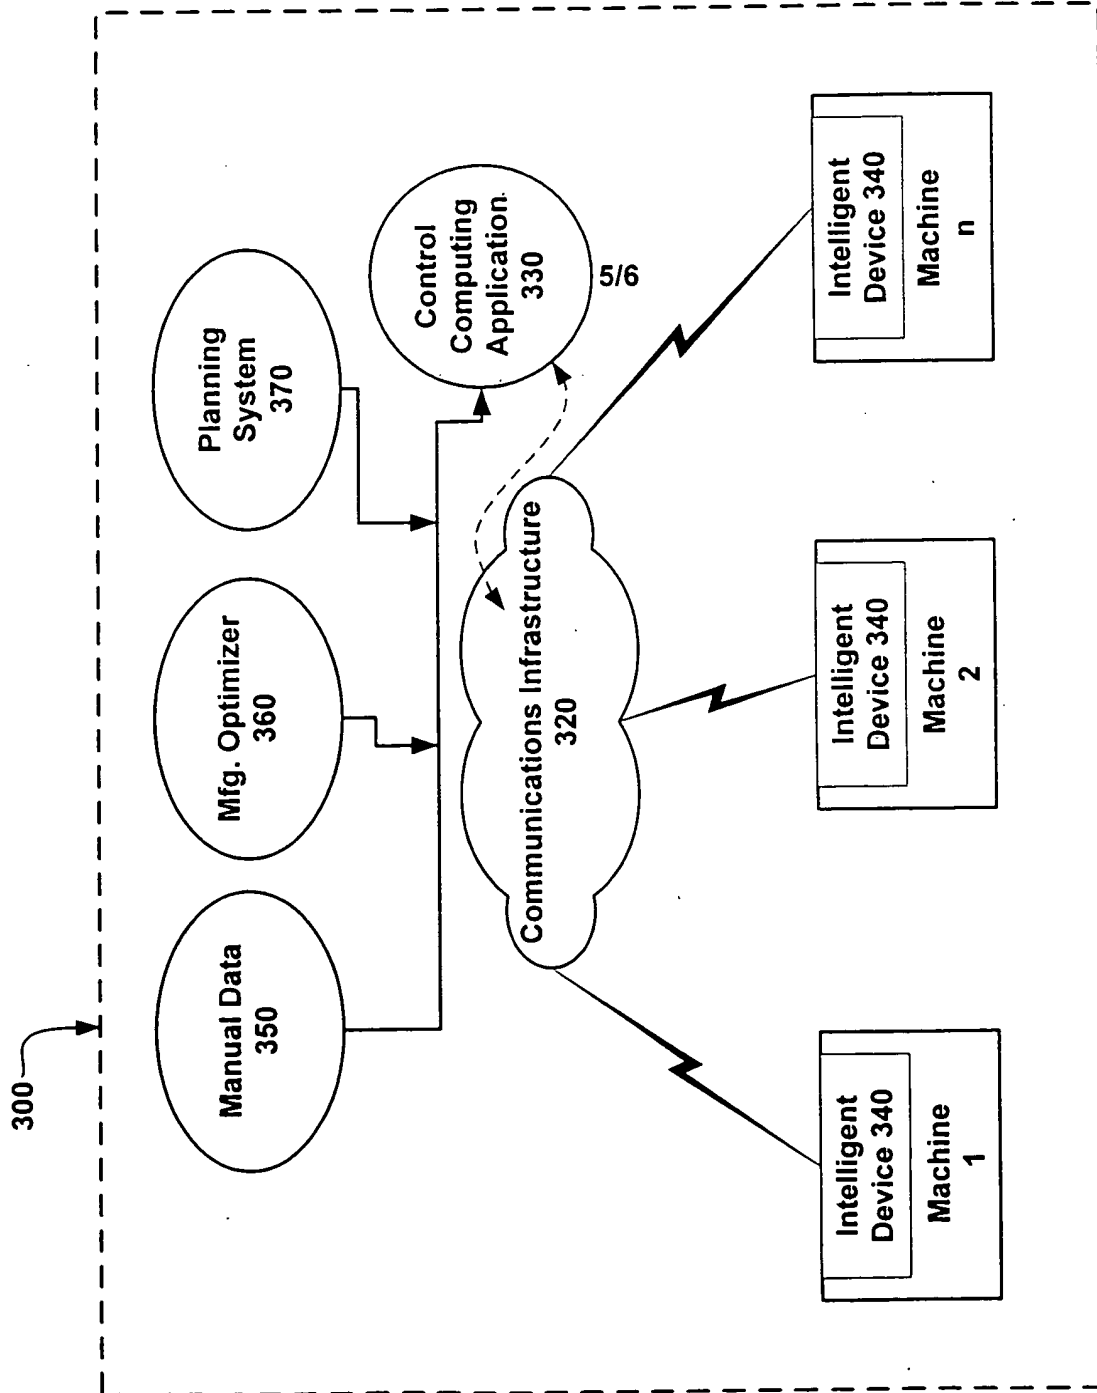 300
Manual Data
350
Mfg. Optimizer
360
Planning
System
370
Control
Computing
Application
330
5/6
Communications Infrastructure
320
Intelligent
Device 340
Machine
1
Intelligent
Device 340
Machine
2
Intelligent
Device 340
Machine
n